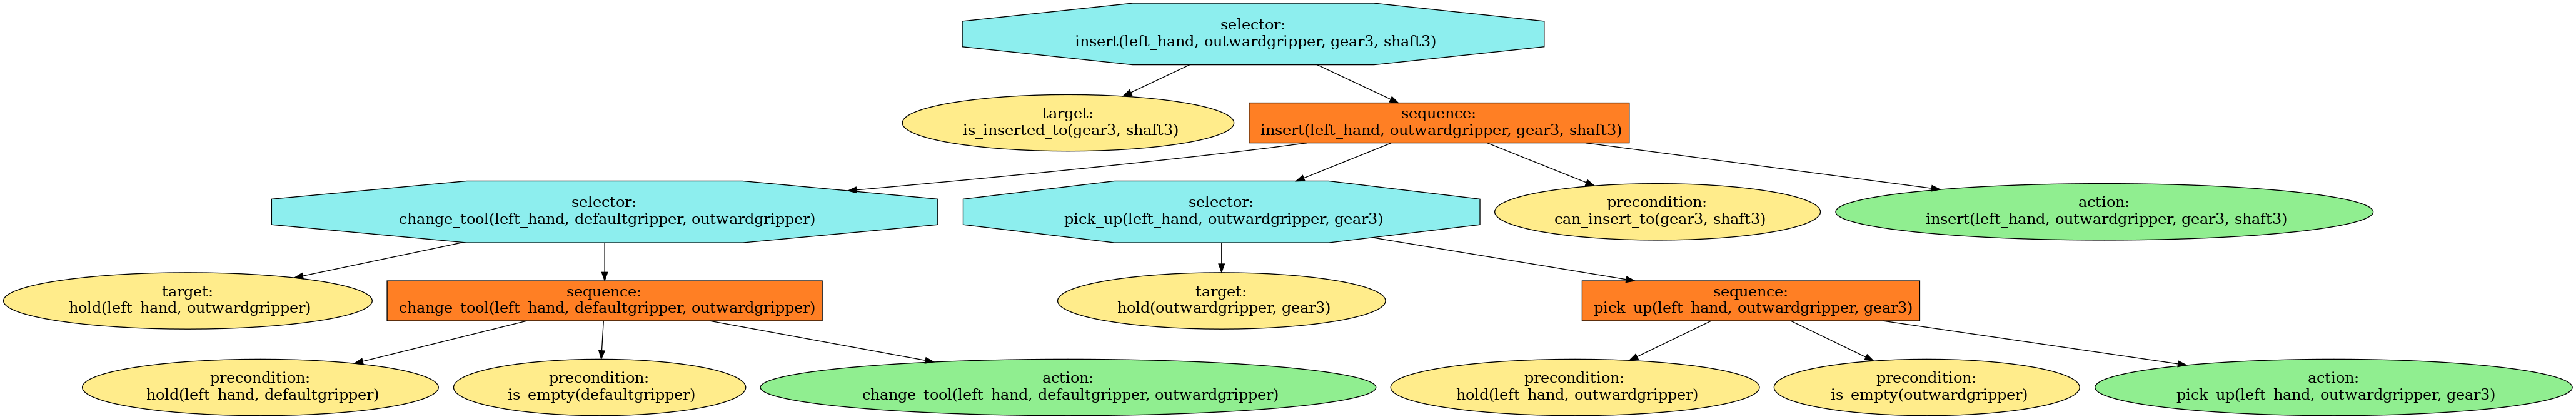 selector:
insert(left_hand, outwardgripper, gear3, shaft3)
target:
is_inserted_to(gear3, shaft3)
sequence:
insert(left_hand, outwardgripper, gear3, shaft3)
selector:
change_tool(left_hand, defaultgripper, outwardgripper)
selector:
pick_up(left_hand, outwardgripper, gear3)
precondition:
can_insert_to(gear3, shaft3)
action:
insert(left_hand, outwardgripper, gear3, shaft3)
target:
hold(left_hand, outwardgripper)
sequence:
change_tool(left_hand, defaultgripper, outwardgripper)
target:
hold(outwardgripper, gear3)
sequence:
pick_up(left_hand, outwardgripper, gear3)
precondition:
hold(left_hand, defaultgripper)
precondition:
is_empty(defaultgripper)
action:
change_tool(left_hand, defaultgripper, outwardgripper)
precondition:
hold(left_hand, outwardgripper)
precondition:
is_empty(outwardgripper)
action:
pick_up(left_hand, outwardgripper, gear3)